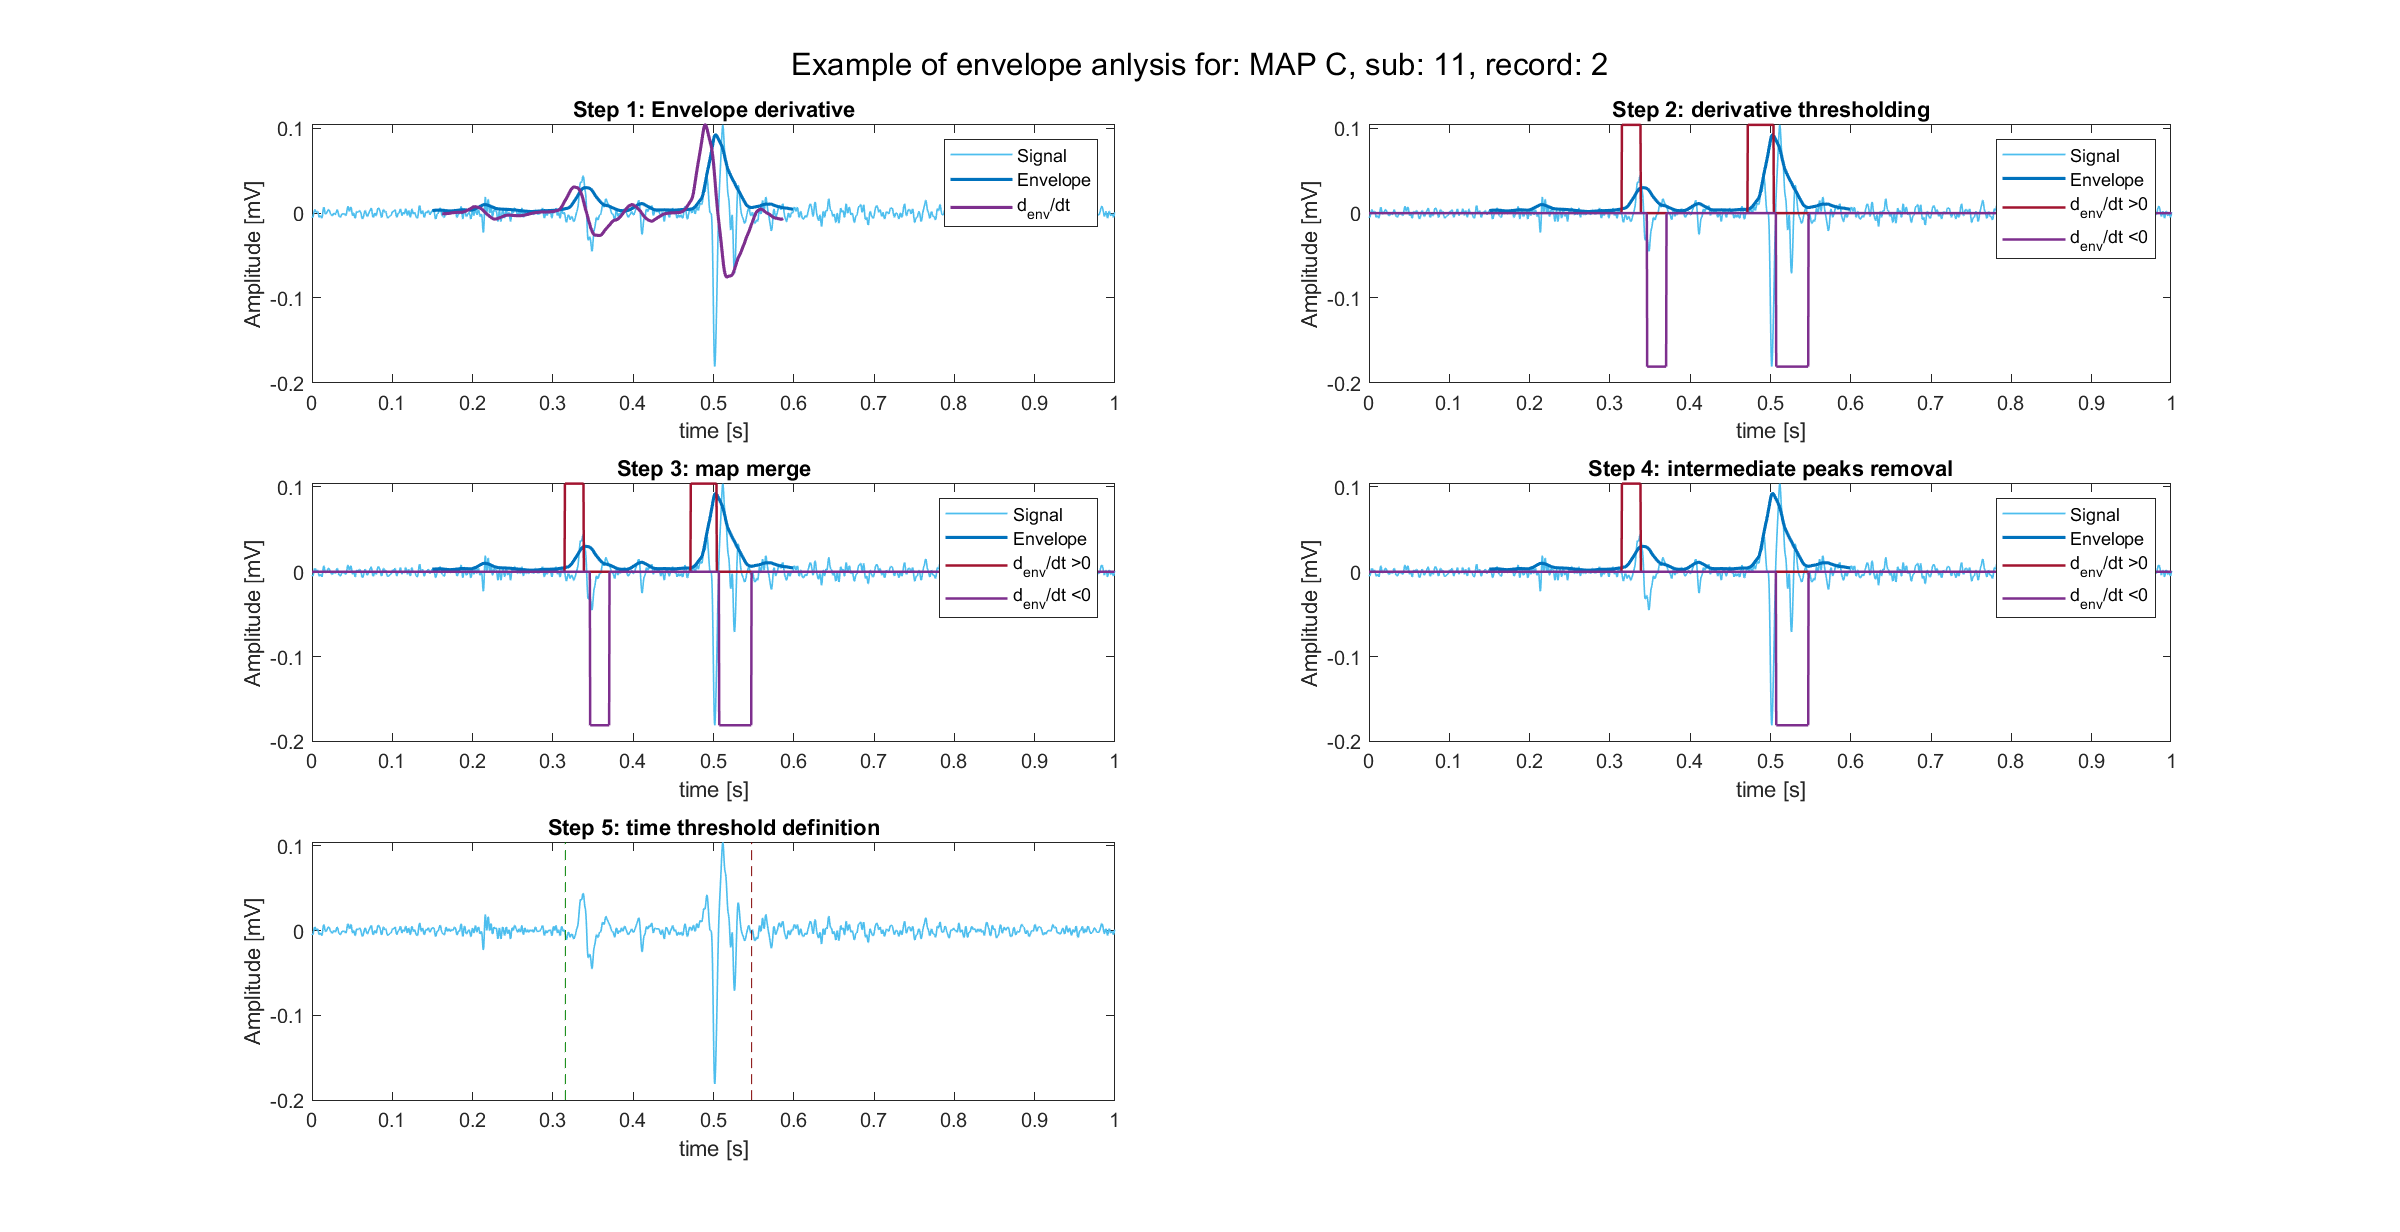 Example of envelope anlysis for: MAP C, sub: 11, record: 2
Step 1: Envelope derivative
Amplitude [mV]
0.1
0
-0.1
-0.2
Signal
Envelope
d_env/dt
0 0.1 0.2 0.3 0.4 0.5 0.6 0.7 0.8 0.9 1
time [s]
Step 2: derivative thresholding
Amplitude [mV]
0.1
0
-0.1
-0.2
Signal
Envelope
d_env/dt >0
d_env/dt <0
0 0.1 0.2 0.3 0.4 0.5 0.6 0.7 0.8 0.9 1
time [s]
Step 3: map merge
Amplitude [mV]
0.1
0
-0.1
-0.2
Signal
Envelope
d_env/dt >0
d_env/dt <0
0 0.1 0.2 0.3 0.4 0.5 0.6 0.7 0.8 0.9 1
time [s]
Step 4: intermediate peaks removal
Amplitude [mV]
0.1
0
-0.1
-0.2
Signal
Envelope
d_env/dt >0
d_env/dt <0
0 0.1 0.2 0.3 0.4 0.5 0.6 0.7 0.8 0.9 1
time [s]
Step 5: time threshold definition
Amplitude [mV]
0.1
0
-0.1
-0.2
0 0.1 0.2 0.3 0.4 0.5 0.6 0.7 0.8 0.9 1
time [s]